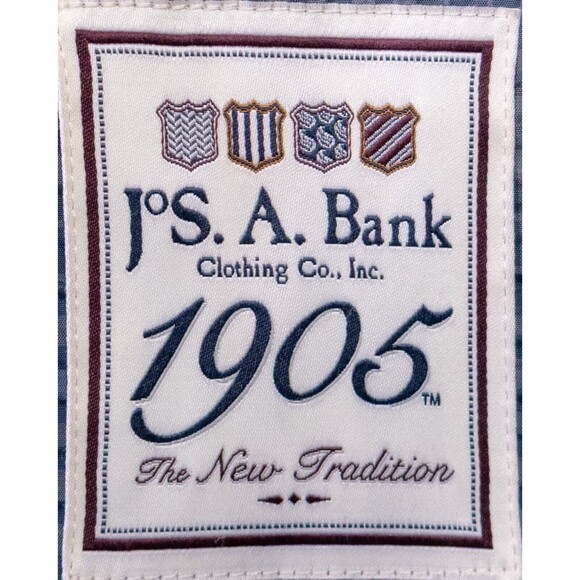 JoS. A. Bank
Clothing Co., Inc.
1905™
The New Tradition